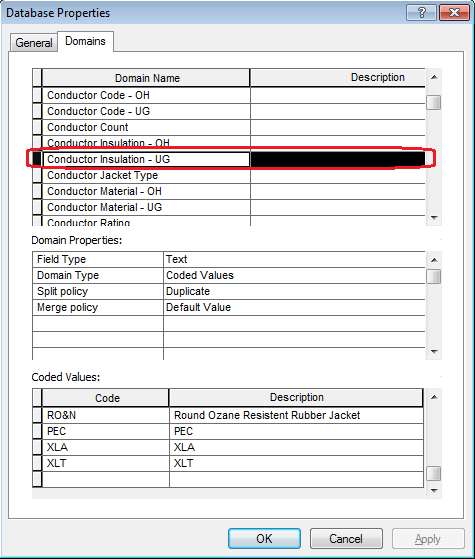 Database Properties
General Domains
Domain Name Description
Conductor Code - OH
Conductor Code - UG
Conductor Count
Conductor Insulation - OH
Conductor Insulation - UG
Conductor Jacket Type
Conductor Material - OH
Conductor Material - UG
Conductor Rating
Domain Properties:
Field Type Text
Domain Type Coded Values
Split policy Duplicate
Merge policy Default Value
Coded Values:
Code Description
RO&N Round Ozane Resistent Rubber Jacket
PEC PEC
XLA XLA
XLT XLT
OK Cancel Apply